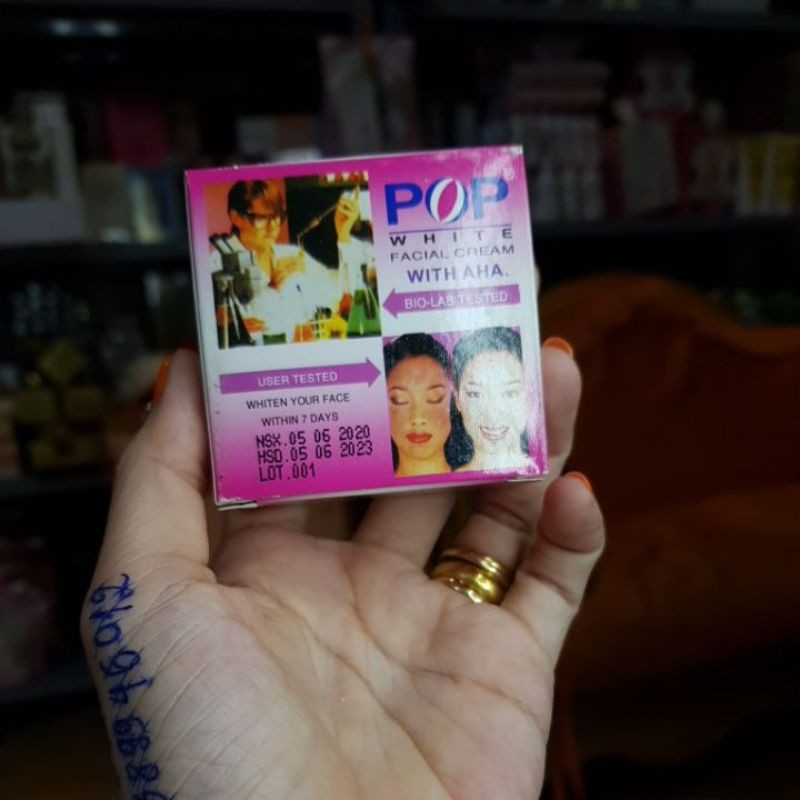 POP®
WHITE
FACIAL CREAM
WITH AHA.
BIO-LAB TESTED
USER TESTED
WHITEN YOUR FACE
WITHIN 7 DAYS
NSX.05 06 2020
HSD.05 06 2023
LOT.001